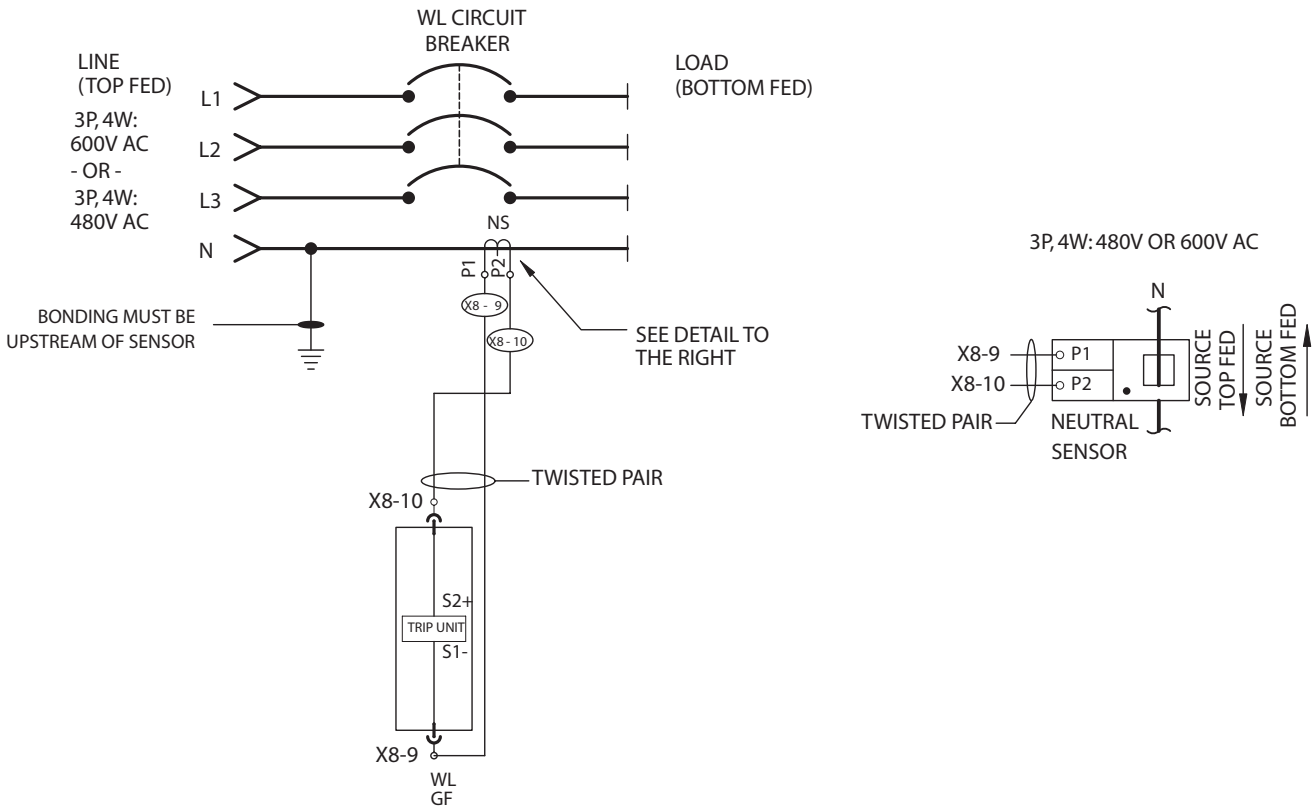 WL CIRCUIT
BREAKER
LINE
(TOP FED)
LOAD
(BOTTOM FED)
L1
3P, 4W:
600V AC
- OR -
3P, 4W:
480V AC
L2
L3
N
NS
P1
P2
X8 - 9
X8 - 10
BONDING MUST BE
UPSTREAM OF SENSOR
SEE DETAIL TO
THE RIGHT
TWISTED PAIR
X8-10
S2+
TRIP UNIT
S1-
X8-9
WL
GF
3P, 4W: 480V OR 600V AC
N
X8-9
P1
X8-10
P2
TWISTED PAIR
NEUTRAL
SENSOR
SOURCE
TOP FED
SOURCE
BOTTOM FED